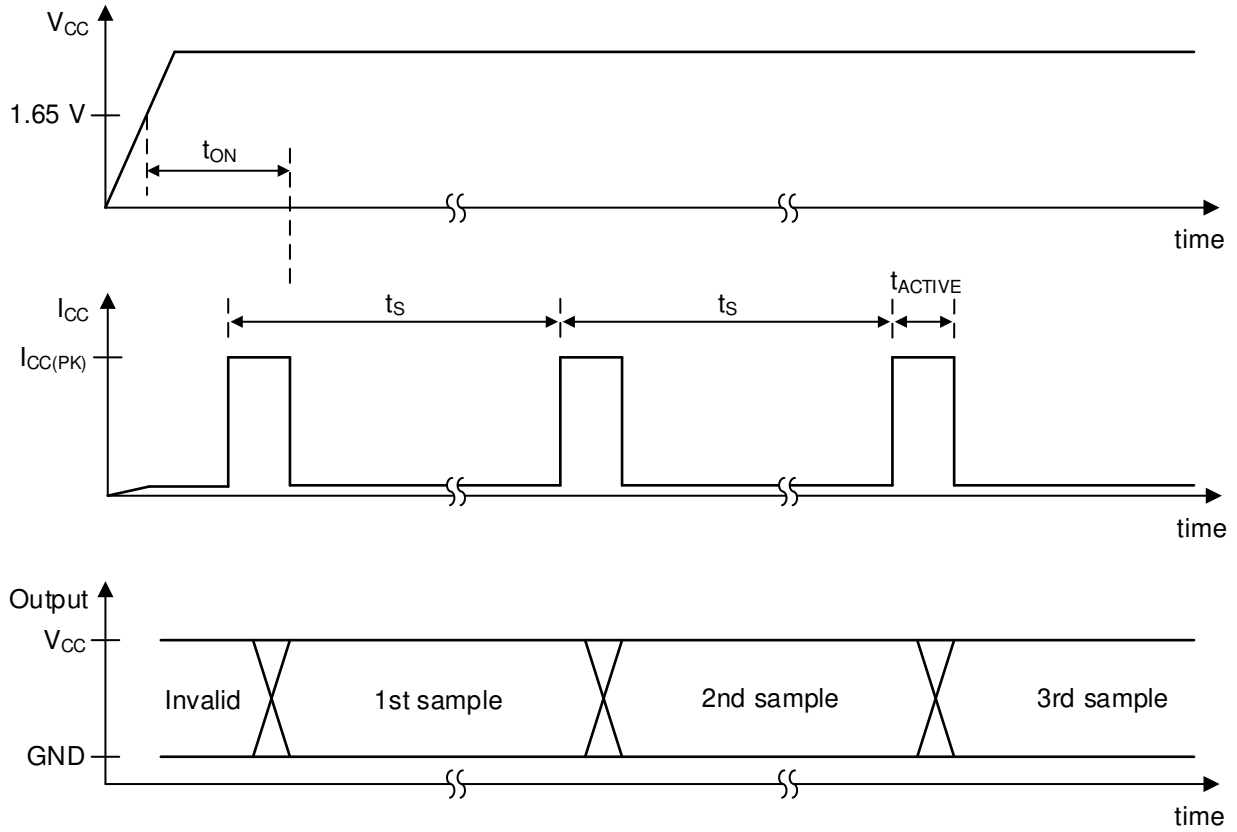 VCC
1.65 V
tON
time
ICC
tS
tS
tACTIVE
ICC(PK)
time
Output
VCC
Invalid
1st sample
2nd sample
3rd sample
GND
time